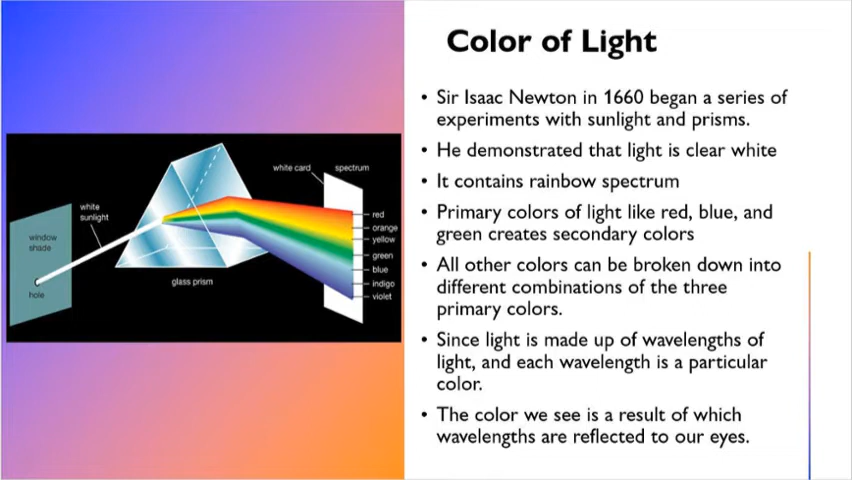 Color of Light
• Sir Isaac Newton in 1660 began a series of
experiments with sunlight and prisms.
• He demonstrated that light is clear white
• It contains rainbow spectrum
• Primary colors of light like red, blue, and
green creates secondary colors
• All other colors can be broken down into
different combinations of the three
primary colors.
• Since light is made up of wavelengths of
light, and each wavelength is a particular
color.
• The color we see is a result of which
wavelengths are reflected to our eyes.
white card
spectrum
white
sunlight
window
shade
hole
glass prism
red
orange
yellow
green
blue
indigo
violet